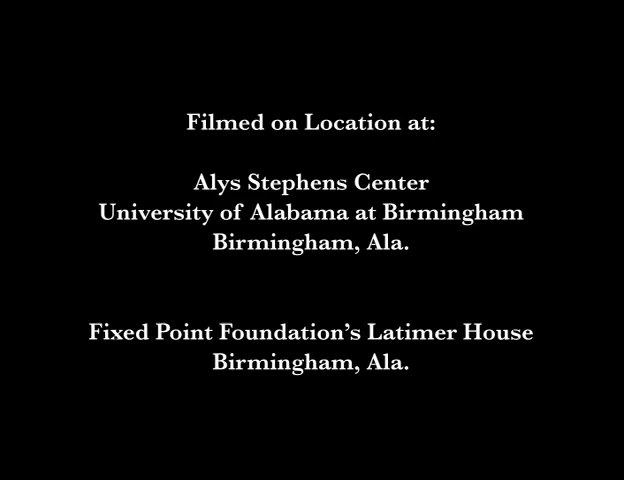 Filmed on Location at:
Alys Stephens Center
University of Alabama at Birmingham
Birmingham, Ala.
Fixed Point Foundation’s Latimer House
Birmingham, Ala.